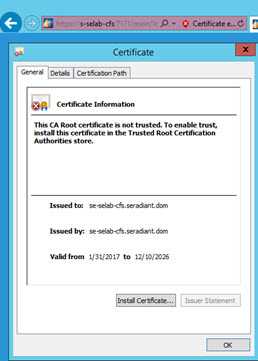 https://s-selab-cfs:7171/main/lo
Certificate e...
Certificate
General
Details
Certification Path
Certificate Information
This CA Root certificate is not trusted. To enable trust,
install this certificate in the Trusted Root Certification
Authorities store.
Issued to: se-selab-cfs.seradiant.dom
Issued by: se-selab-cfs.seradiant.dom
Valid from 1/31/2017 to 12/10/2026
Install Certificate...
Issuer Statement
OK